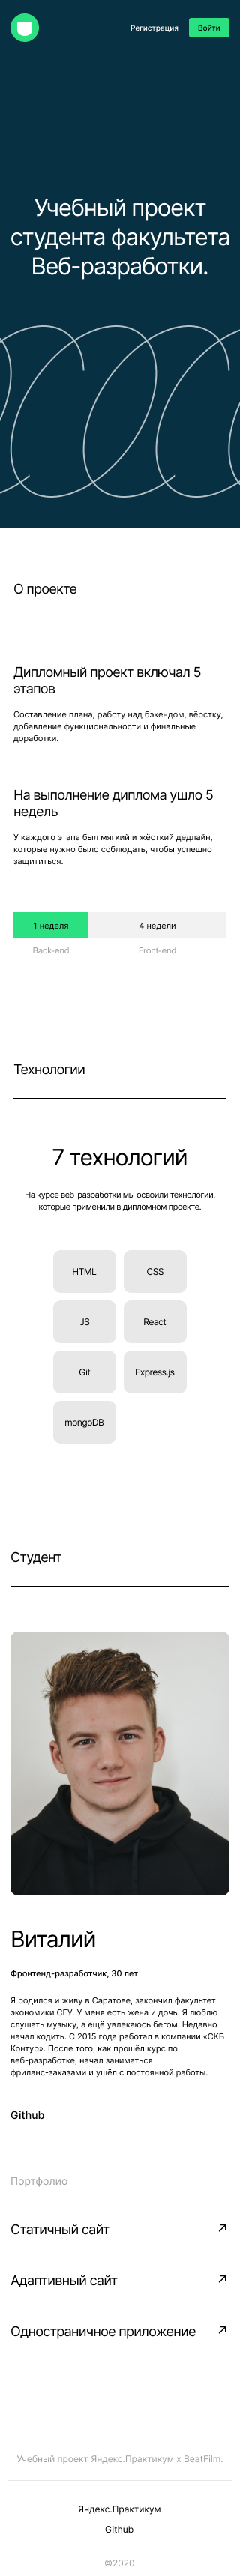 Регистрация
Войти
Учебный проект
студента факультета
Веб-разработки.
О проекте
Дипломный проект включал 5
этапов
Составление плана, работу над бэкендом, вёрстку,
добавление функциональности и финальные
доработки.
На выполнение диплома ушло 5
недель
У каждого этапа был мягкий и жёсткий дедлайн,
которые нужно было соблюдать, чтобы успешно
защититься.
1 неделя
4 недели
Back-end
Front-end
Технологии
7 технологий
На курсе веб-разработки мы освоили технологии,
которые применили в дипломном проекте.
HTML
CSS
JS
React
Git
Express.js
mongoDB
Студент
Виталий
Фронтенд-разработчик, 30 лет
Я родился и живу в Саратове, закончил факультет
экономики СГУ. У меня есть жена и дочь. Я люблю
слушать музыку, а ещё увлекаюсь бегом. Недавно
начал кодить. С 2015 года работал в компании «СКБ
Контур». После того, как прошёл курс по
веб-разработке, начал заниматься
фриланс-заказами и ушёл с постоянной работы.
Github
Портфолио
Статичный сайт
Адаптивный сайт
Одностраничное приложение
Учебный проект Яндекс.Практикум х BeatFilm.
Яндекс.Практикум
Github
©2020